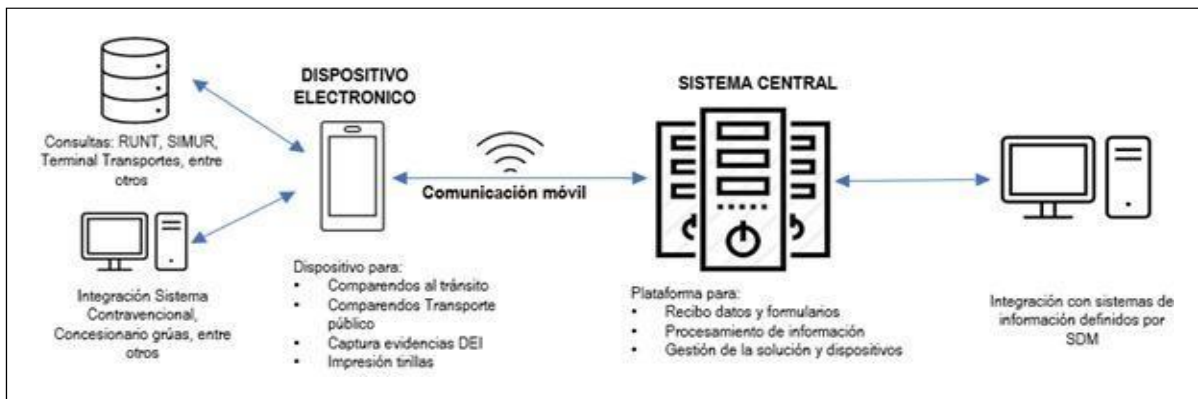 DISPOSITIVO
ELECTRONICO
SISTEMA CENTRAL
Consultas: RUNT, SIMUR,
Terminal Transportes, entre
otros
Comunicación móvil
Integración Sistema
Contravencional,
Concesionario grúas, entre
otros
Dispositivo para:
• Comparendos al tránsito
• Comparendos Transporte
público
• Captura evidencias DEI
• Impresión tirillas
Plataforma para:
• Recibo datos y formularios
• Procesamiento de información
• Gestión de la solución y dispositivos
Integración con sistemas de
información definidos por
SDM